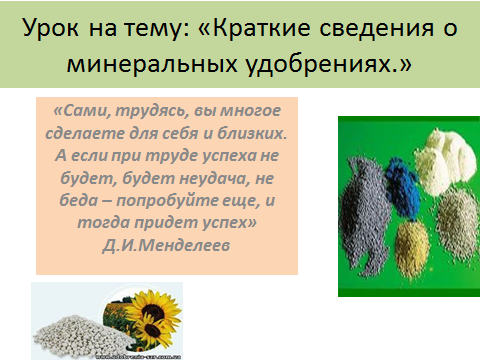 Урок на тему: «Краткие сведения о
минеральных удобрениях.»
«Сами, трудясь, вы многое
сделаете для себя и близких.
А если при труде успеха не
будет, будет неудача, не
беда – попробуйте еще, и
тогда придет успех»
Д.И.Менделеев